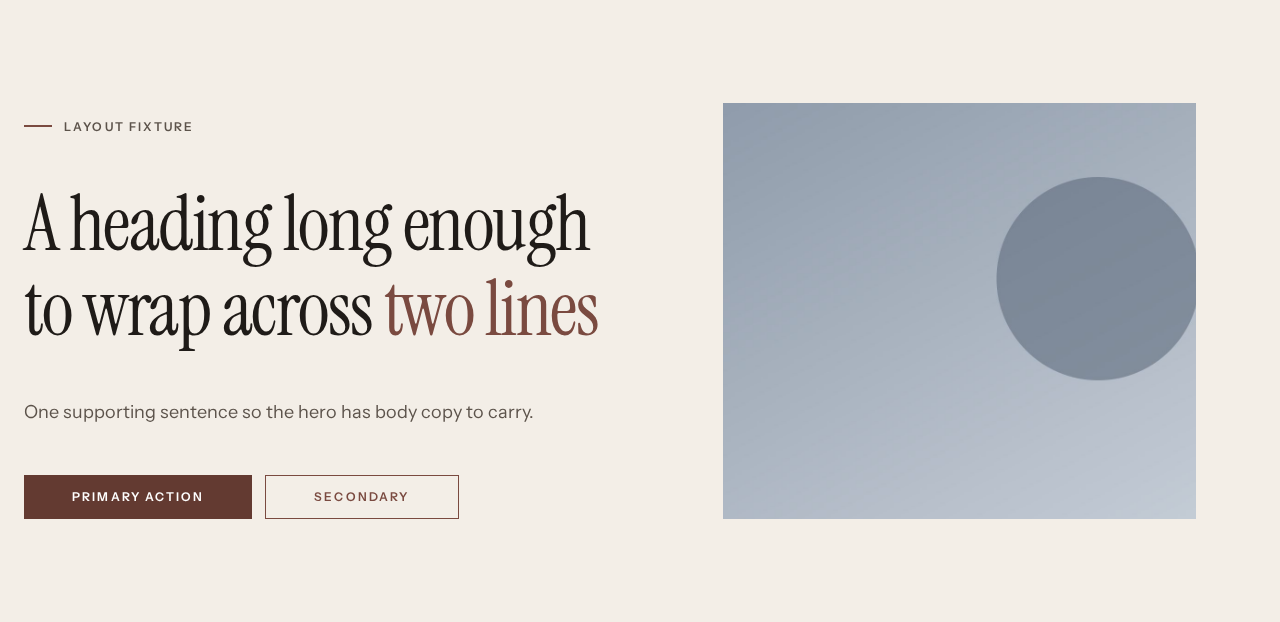 LAYOUT FIXTURE
A heading long enough
to wrap across two lines
One supporting sentence so the hero has body copy to carry.
PRIMARY ACTION
SECONDARY